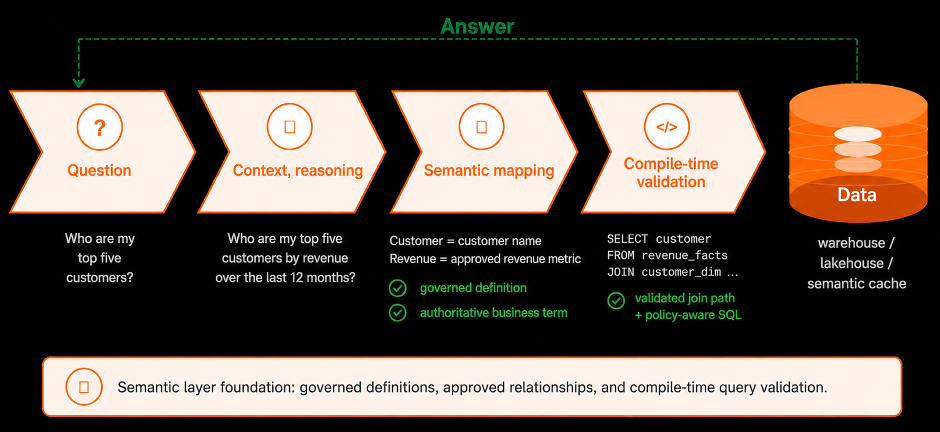 Answer
?
Question
Who are my
top five
customers?
Context, reasoning
Who are my top five
customers by revenue
over the last 12 months?
Semantic mapping
Customer = customer name
Revenue = approved revenue metric
governed definition
authoritative business term
</>
Compile-time
validation
SELECT customer
FROM revenue_facts
JOIN customer_dim ...
validated join path
+ policy-aware SQL
Data
warehouse /
lakehouse /
semantic cache
Semantic layer foundation: governed definitions, approved relationships, and compile-time query validation.